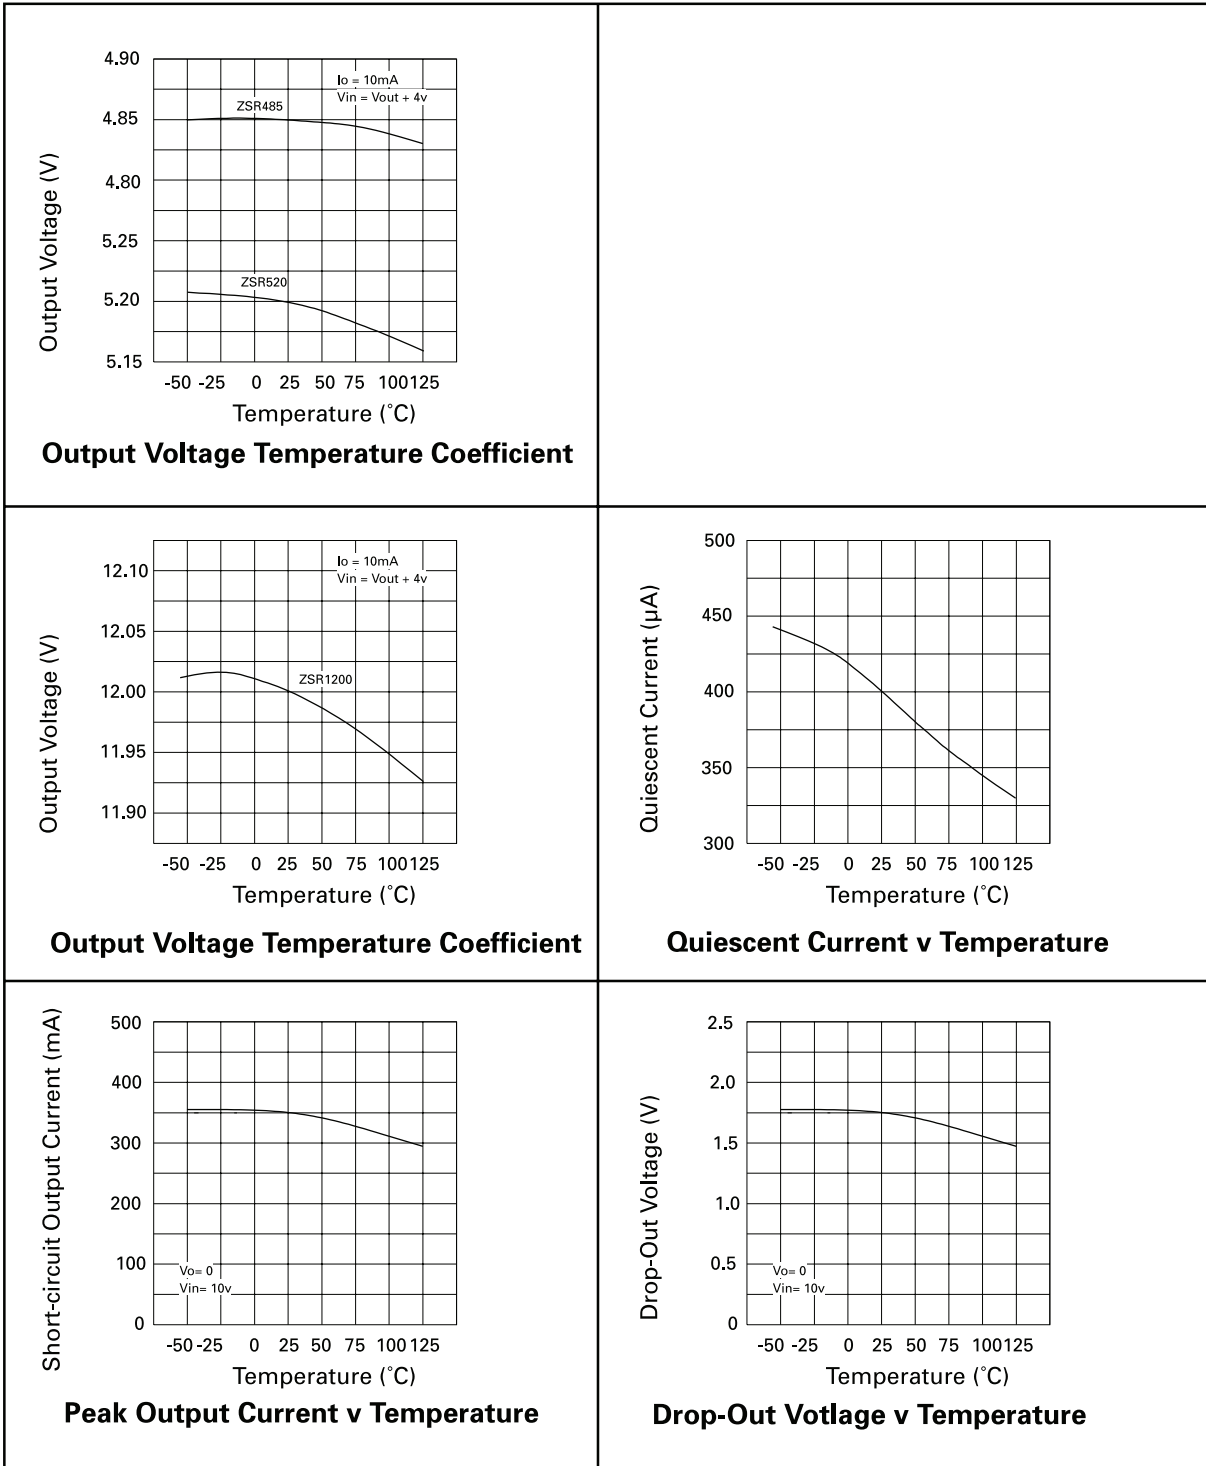 4.90
4.85
4.80
5.25
5.20
5.15
Output Voltage (V)
Io = 10mA
Vin = Vout + 4v
ZSR485
ZSR520
-50 -25 0 25 50 75 100 125
Temperature (˚C)
Output Voltage Temperature Coefficient
12.10
12.05
12.00
11.95
11.90
Output Voltage (V)
Io = 10mA
Vin = Vout + 4v
ZSR1200
-50 -25 0 25 50 75 100 125
Temperature (˚C)
Output Voltage Temperature Coefficient
500
450
400
350
300
Quiescent Current (µA)
-50 -25 0 25 50 75 100 125
Temperature (˚C)
Quiescent Current v Temperature
500
400
300
200
100
0
Short-circuit Output Current (mA)
Vo= 0
Vin= 10v
-50 -25 0 25 50 75 100 125
Temperature (˚C)
Peak Output Current v Temperature
2.5
2.0
1.5
1.0
0.5
0
Drop-Out Voltage (V)
Vo= 0
Vin= 10v
-50 -25 0 25 50 75 100 125
Temperature (˚C)
Drop-Out Votlage v Temperature